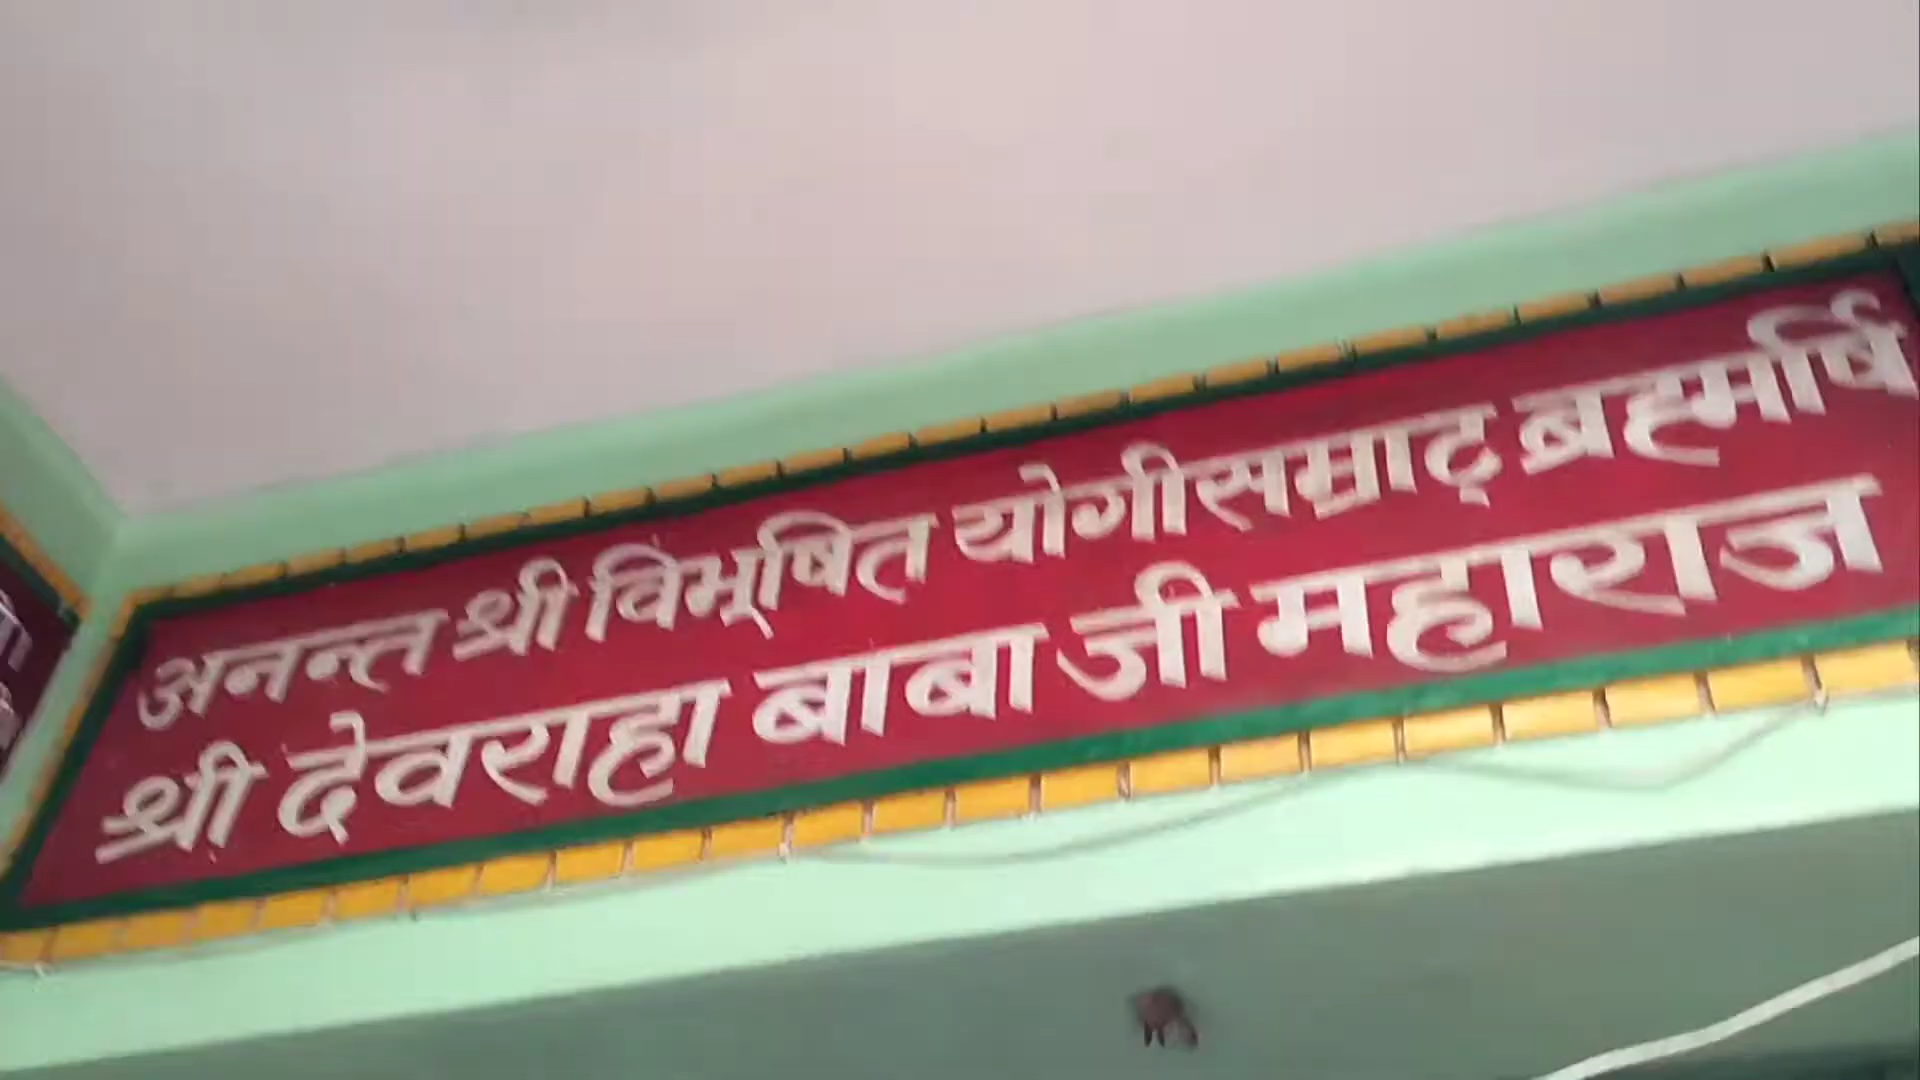 अनन्त श्री विभूषित योगीसम्राट् ब्रह्मर्षि
श्री देवराहा बाबा जी महाराज